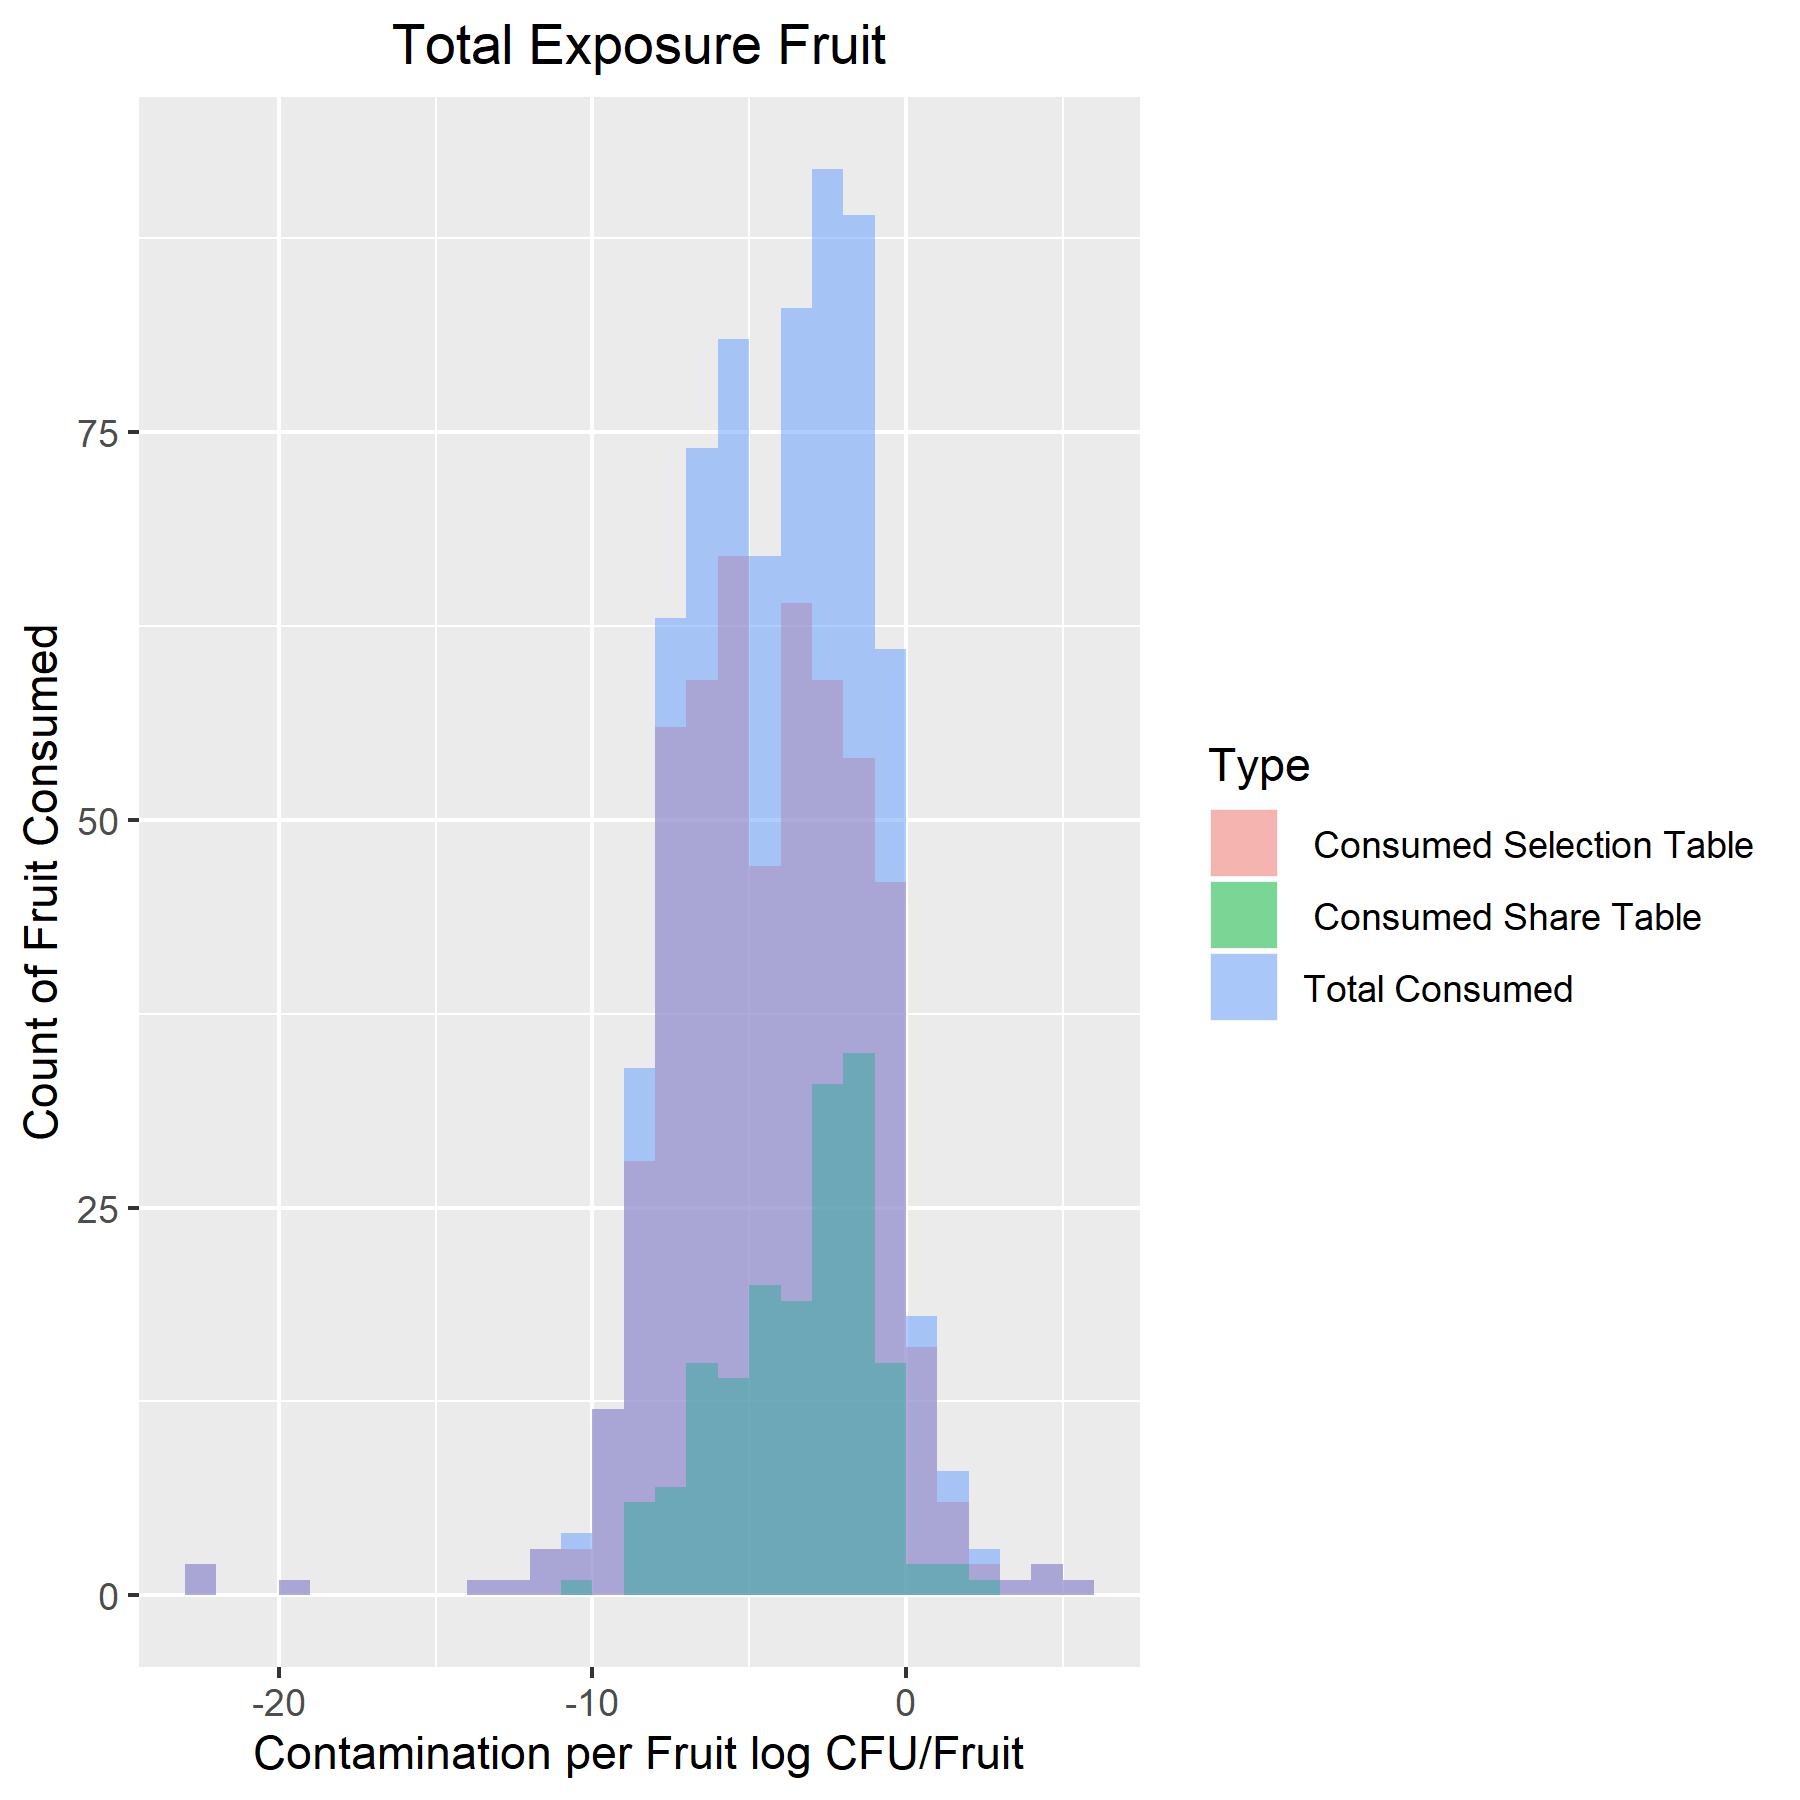 Total Exposure Fruit
Count of Fruit Consumed
75
50
25
0
-20
-10
0
Contamination per Fruit log CFU/Fruit
Type
Consumed Selection Table
Consumed Share Table
Total Consumed